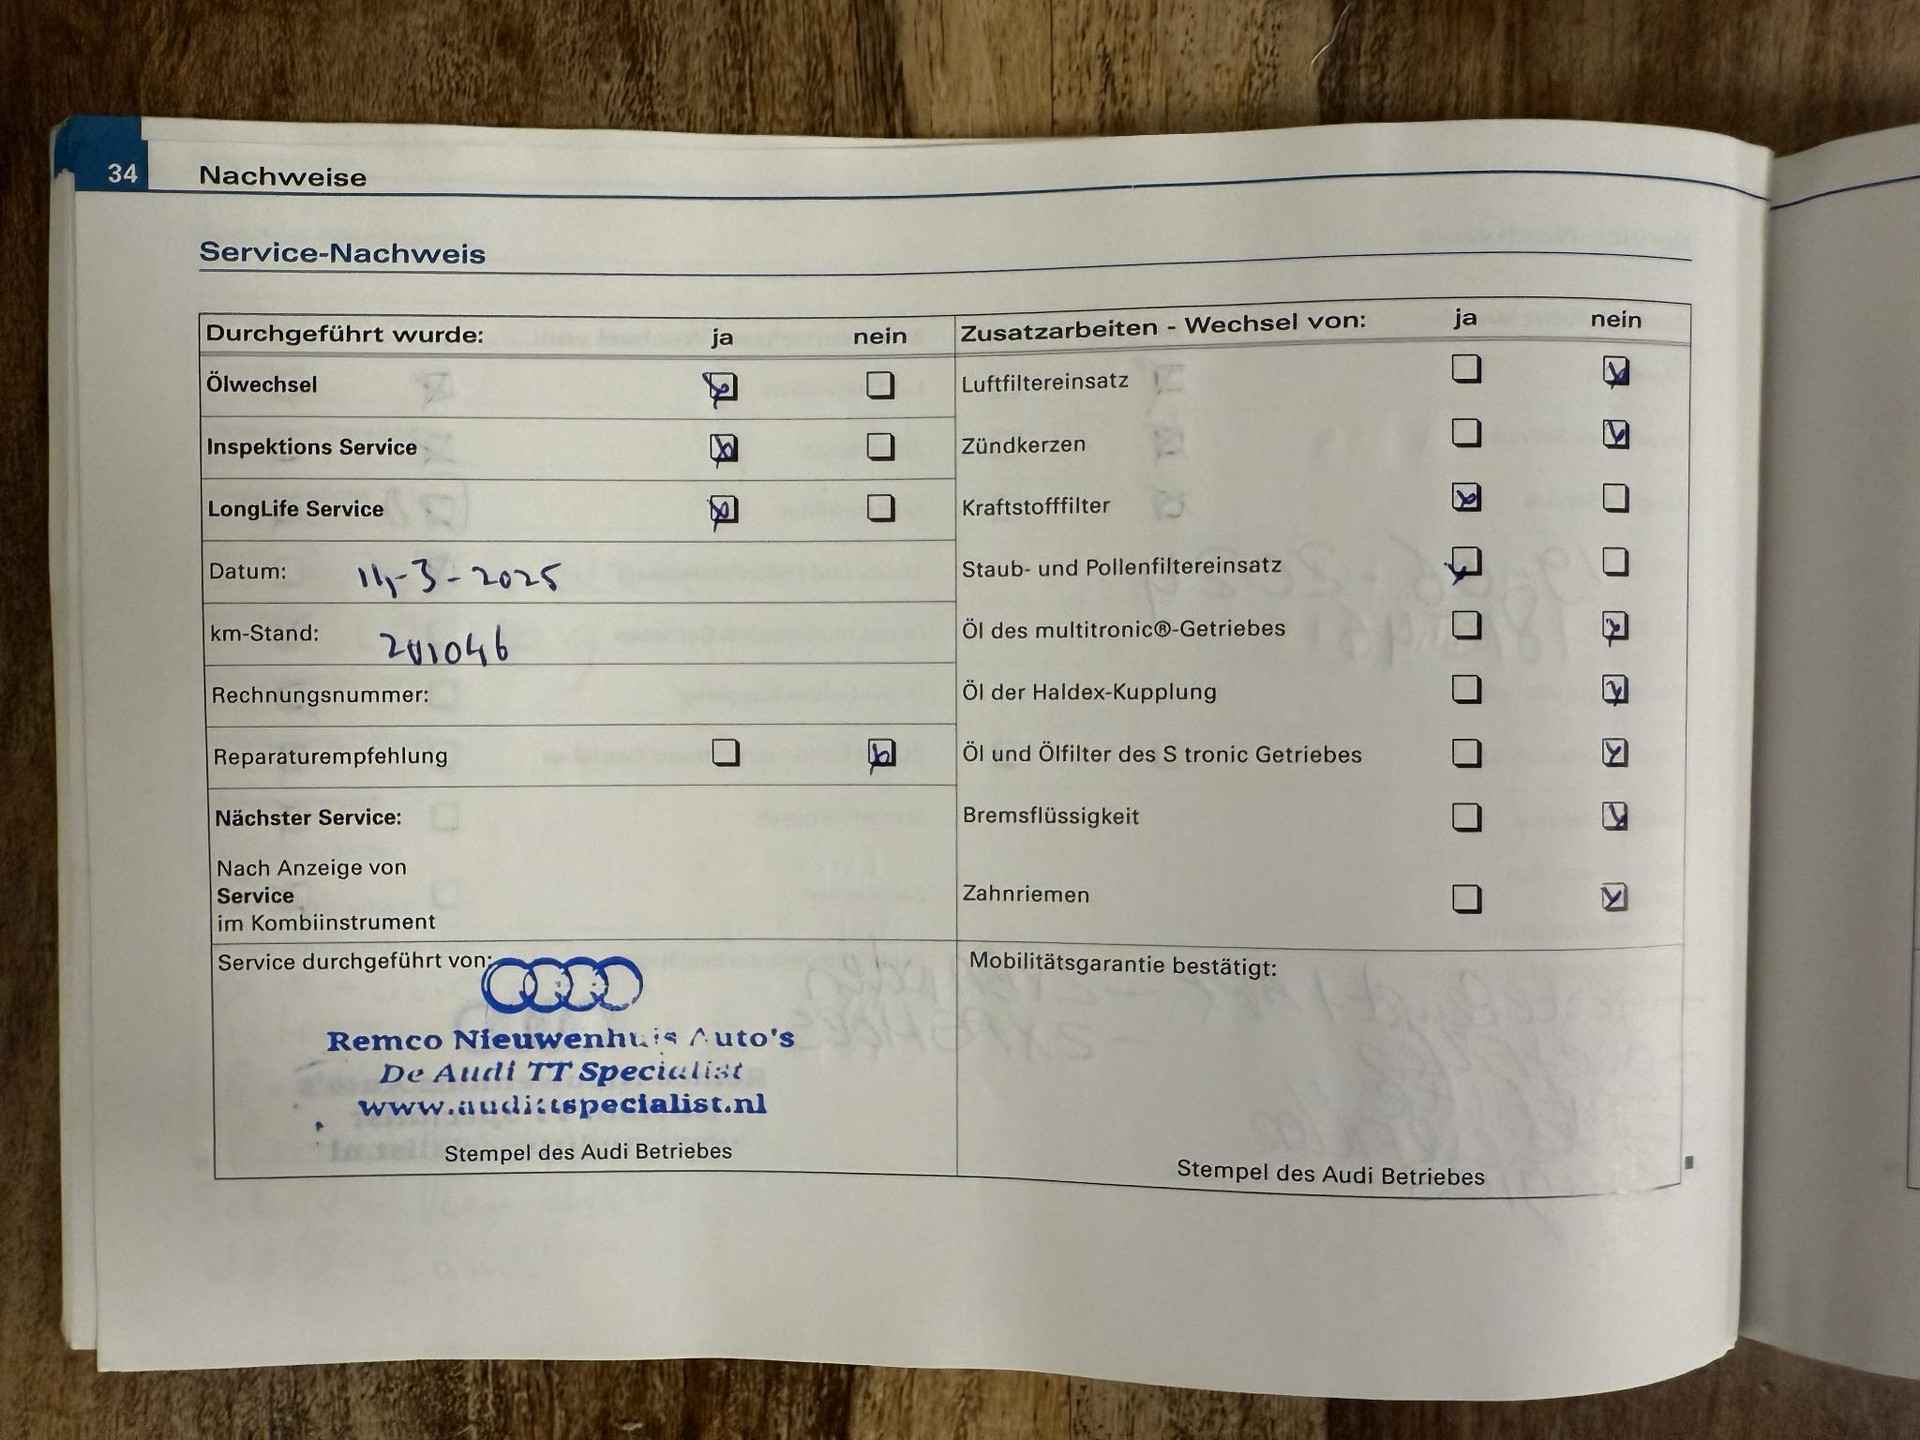 34 Nachweise
Service-Nachweis
Durchgeführt wurde: ja nein
Ölwechsel
Inspektions Service
LongLife Service
Datum: 14-3-2025
km-Stand: 201046
Rechnungsnummer:
Reparaturempfehlung
Nächster Service:
Nach Anzeige von
Service
im Kombiinstrument
Service durchgeführt von:
Remco Nieuwenhuis Auto's
De Audi TT Specialist
www.audittspecialist.nl
Stempel des Audi Betriebes
Zusatzarbeiten - Wechsel von: ja nein
Luftfiltereinsatz
Zündkerzen
Kraftstofffilter
Staub- und Pollenfiltereinsatz
Öl des multitronic®-Getriebes
Öl der Haldex-Kupplung
Öl und Ölfilter des S tronic Getriebes
Bremsflüssigkeit
Zahnriemen
Mobilitätsgarantie bestätigt:
Stempel des Audi Betriebes